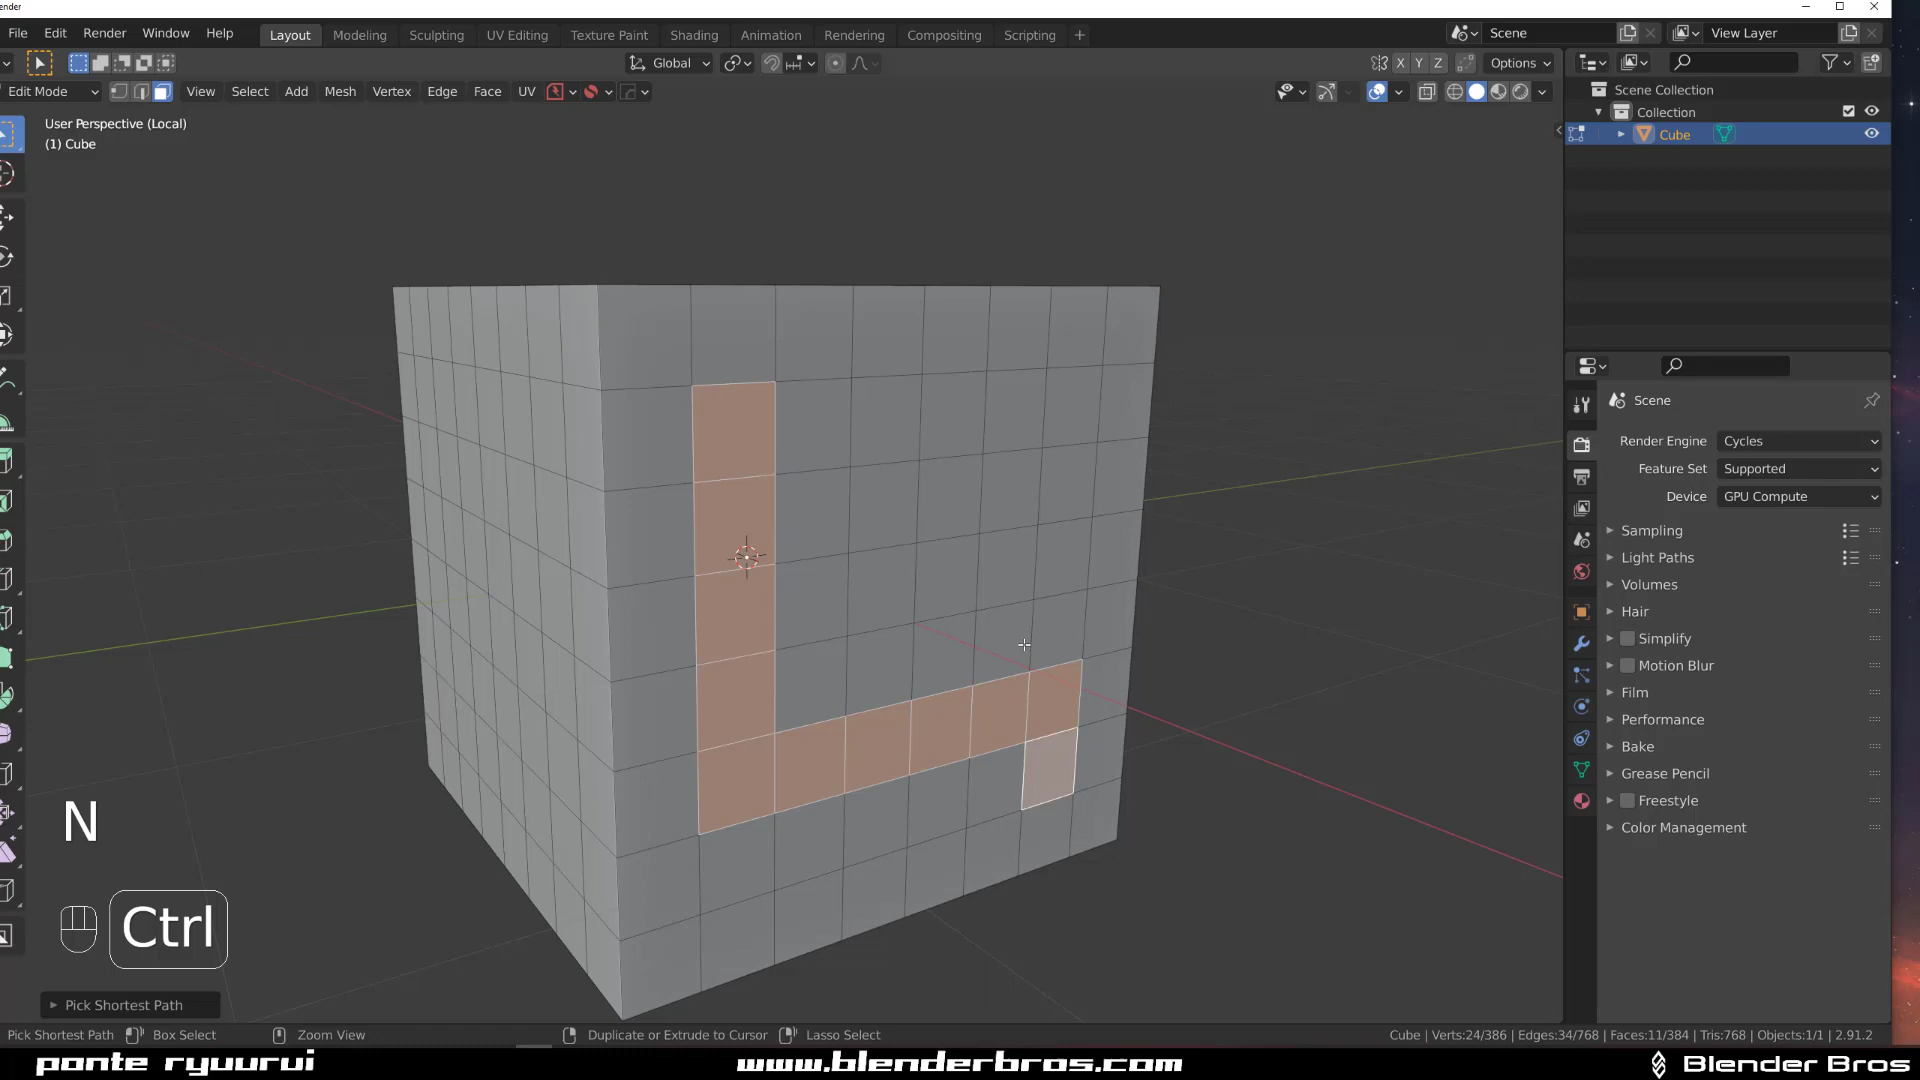 ender
File Edit Render Window Help Layout Modeling Sculpting UV Editing Texture Paint Shading Animation Rendering Compositing Scripting + Scene View Layer
Global X Y Z Options
Edit Mode View Select Add Mesh Vertex Edge Face UV
Scene Collection
Collection
Cube
User Perspective (Local)
(1) Cube
Scene
Render Engine Cycles
Feature Set Supported
Device GPU Compute
Sampling
Light Paths
Volumes
Hair
Simplify
Motion Blur
Film
Performance
Bake
Grease Pencil
Freestyle
Color Management
N
Ctrl
Pick Shortest Path
Pick Shortest Path Box Select Zoom View Duplicate or Extrude to Cursor Lasso Select Cube | Verts:24/386 | Edges:34/768 | Faces:11/384 | Tris:768 | Objects:1/1 | 2.91.2
ponte ryuurui www.blenderbros.com Blender Bros